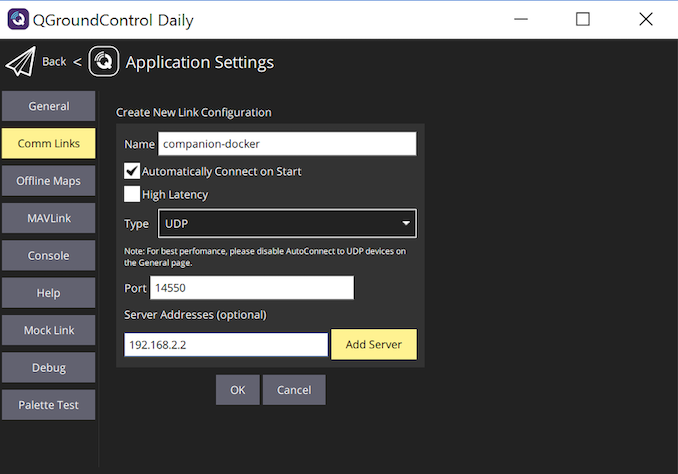 QGroundControl Daily
Back < Application Settings
General
Comm Links
Offline Maps
MAVLink
Console
Help
Mock Link
Debug
Palette Test
Create New Link Configuration
Name companion-docker
Automatically Connect on Start
High Latency
Type UDP
Note: For best perfomance, please disable AutoConnect to UDP devices on
the General page.
Port 14550
Server Addresses (optional)
192.168.2.2 Add Server
OK Cancel